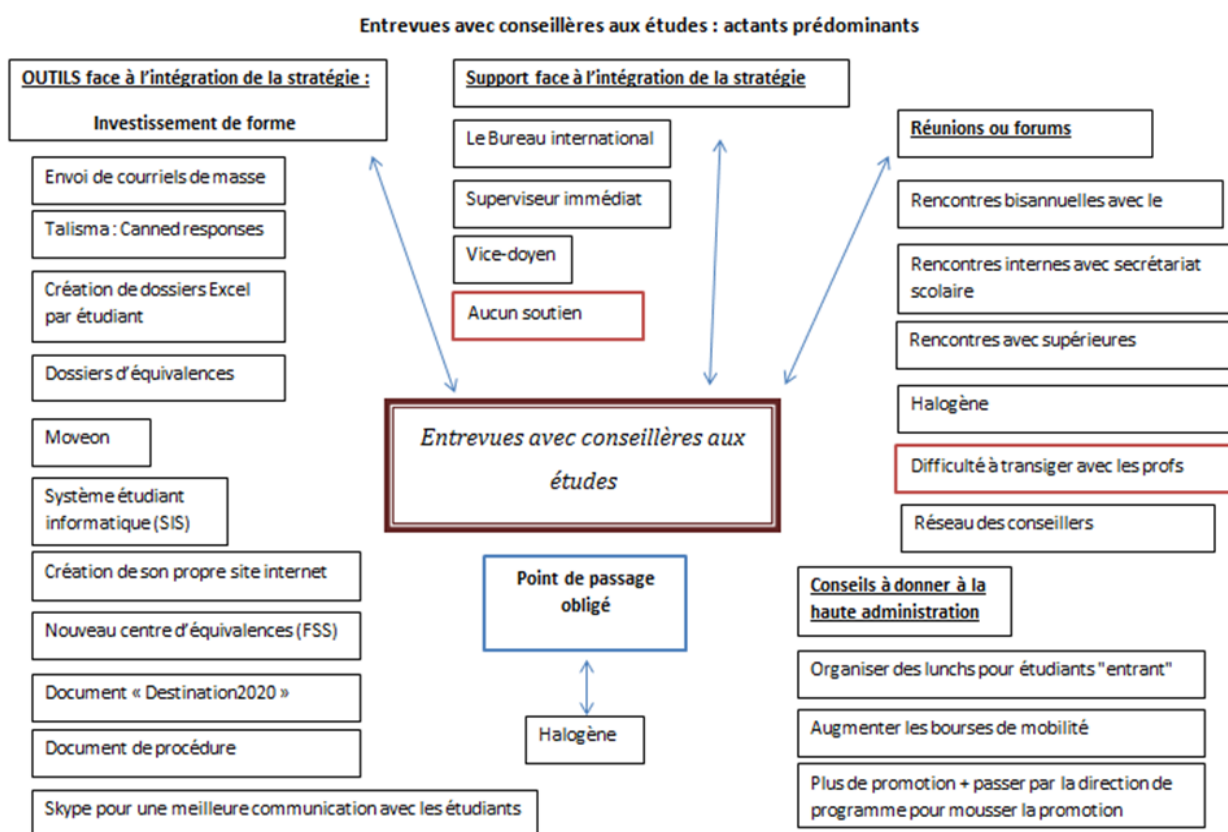 Entrevues avec conseillères aux études : actants prédominants
OUTILS face à l'intégration de la stratégie :
Investissement de forme
Envoi de courriels de masse
Talisma : Canned responses
Création de dossiers Excel
par étudiant
Dossiers d'équivalences
Moveon
Système étudiant
informatique (SIS)
Création de son propre site internet
Nouveau centre d'équivalences (FSS)
Document « Destination2020 »
Document de procédure
Skype pour une meilleure communication avec les étudiants
Support face à l'intégration de la stratégie
Le Bureau international
Superviseur immédiat
Vice-doyen
Aucun soutien
Entrevues avec conseillères aux
études
Point de passage
obligé
Halogène
Réunions ou forums
Rencontres bisannuelles avec le
Rencontres internes avec secrétariat
scolaire
Rencontres avec supérieures
Halogène
Difficulté à transiger avec les profs
Réseau des conseillers
Conseils à donner à la
haute administration
Organiser des lunchs pour étudiants "entrant"
Augmenter les bourses de mobilité
Plus de promotion + passer par la direction de
programme pour mousser la promotion